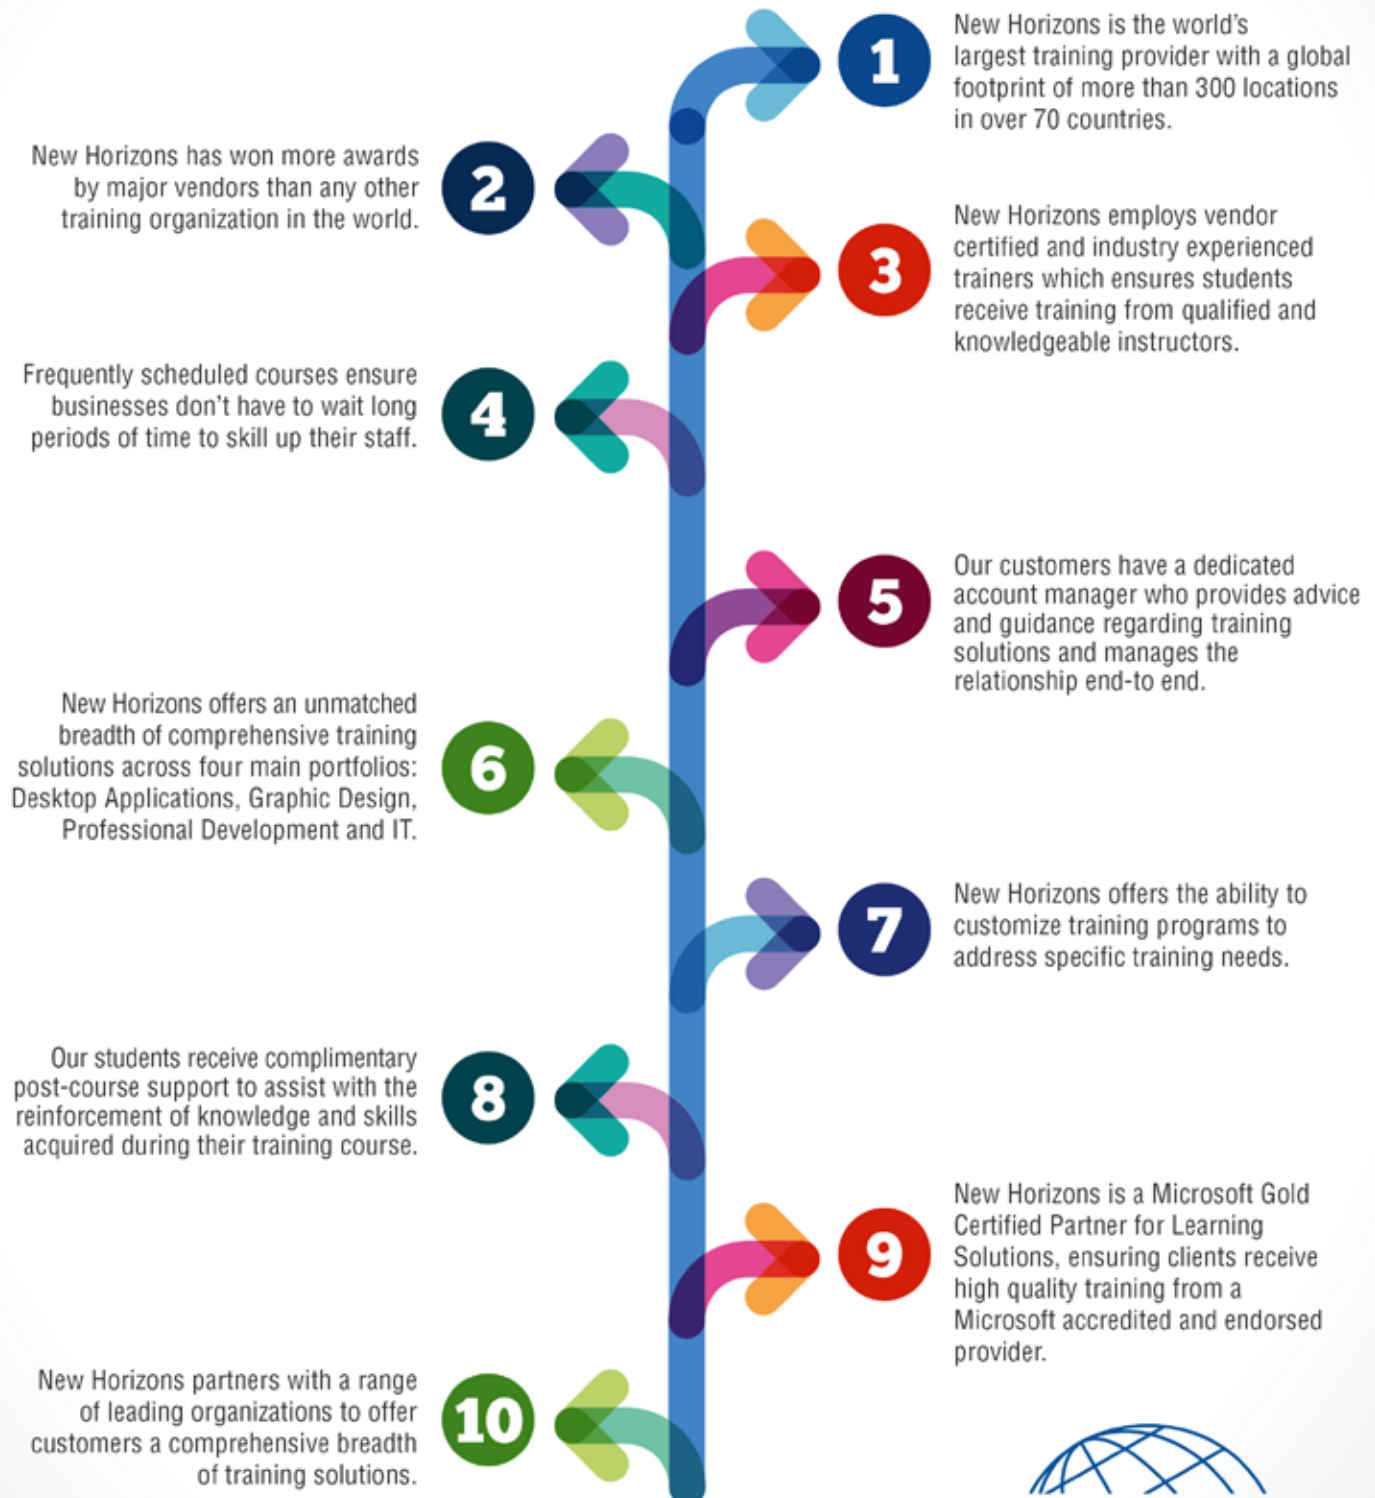 1
New Horizons is the world's
largest training provider with a global
footprint of more than 300 locations
in over 70 countries.
2
New Horizons has won more awards
by major vendors than any other
training organization in the world.
3
New Horizons employs vendor
certified and industry experienced
trainers which ensures students
receive training from qualified and
knowledgeable instructors.
4
Frequently scheduled courses ensure
businesses don't have to wait long
periods of time to skill up their staff.
5
Our customers have a dedicated
account manager who provides advice
and guidance regarding training
solutions and manages the
relationship end-to end.
6
New Horizons offers an unmatched
breadth of comprehensive training
solutions across four main portfolios:
Desktop Applications, Graphic Design,
Professional Development and IT.
7
New Horizons offers the ability to
customize training programs to
address specific training needs.
8
Our students receive complimentary
post-course support to assist with the
reinforcement of knowledge and skills
acquired during their training course.
9
New Horizons is a Microsoft Gold
Certified Partner for Learning
Solutions, ensuring clients receive
high quality training from a
Microsoft accredited and endorsed
provider.
10
New Horizons partners with a range
of leading organizations to offer
customers a comprehensive breadth
of training solutions.